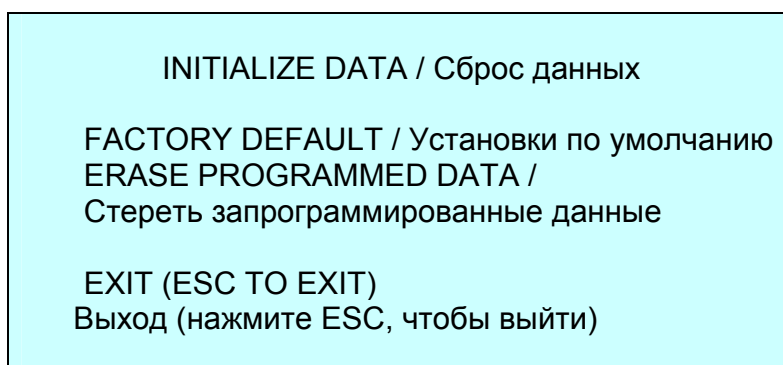 INITIALIZE DATA / Сброс данных
FACTORY DEFAULT / Установки по умолчанию
ERASE PROGRAMMED DATA /
Стереть запрограммированные данные
EXIT (ESC TO EXIT)
Выход (нажмите ESC, чтобы выйти)